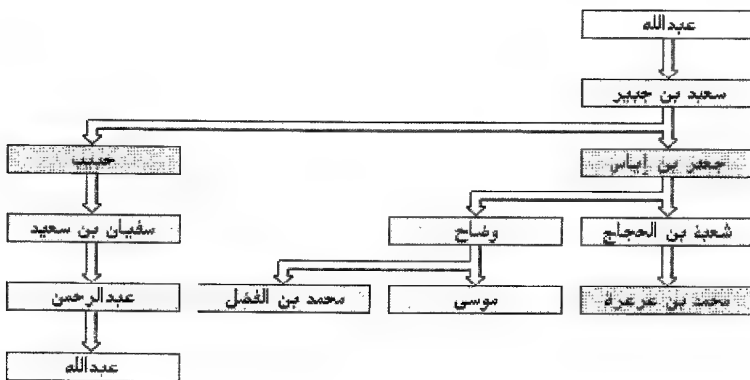 عبدالله
سعيد بن جبير
جعفر بن إياس
حبيب
شعبة بن الحجاج
وضاح
سفيان بن سعيد
محمد بن عرعرة
موسى
محمد بن الفضل
عبدالرحمن
عبدالله